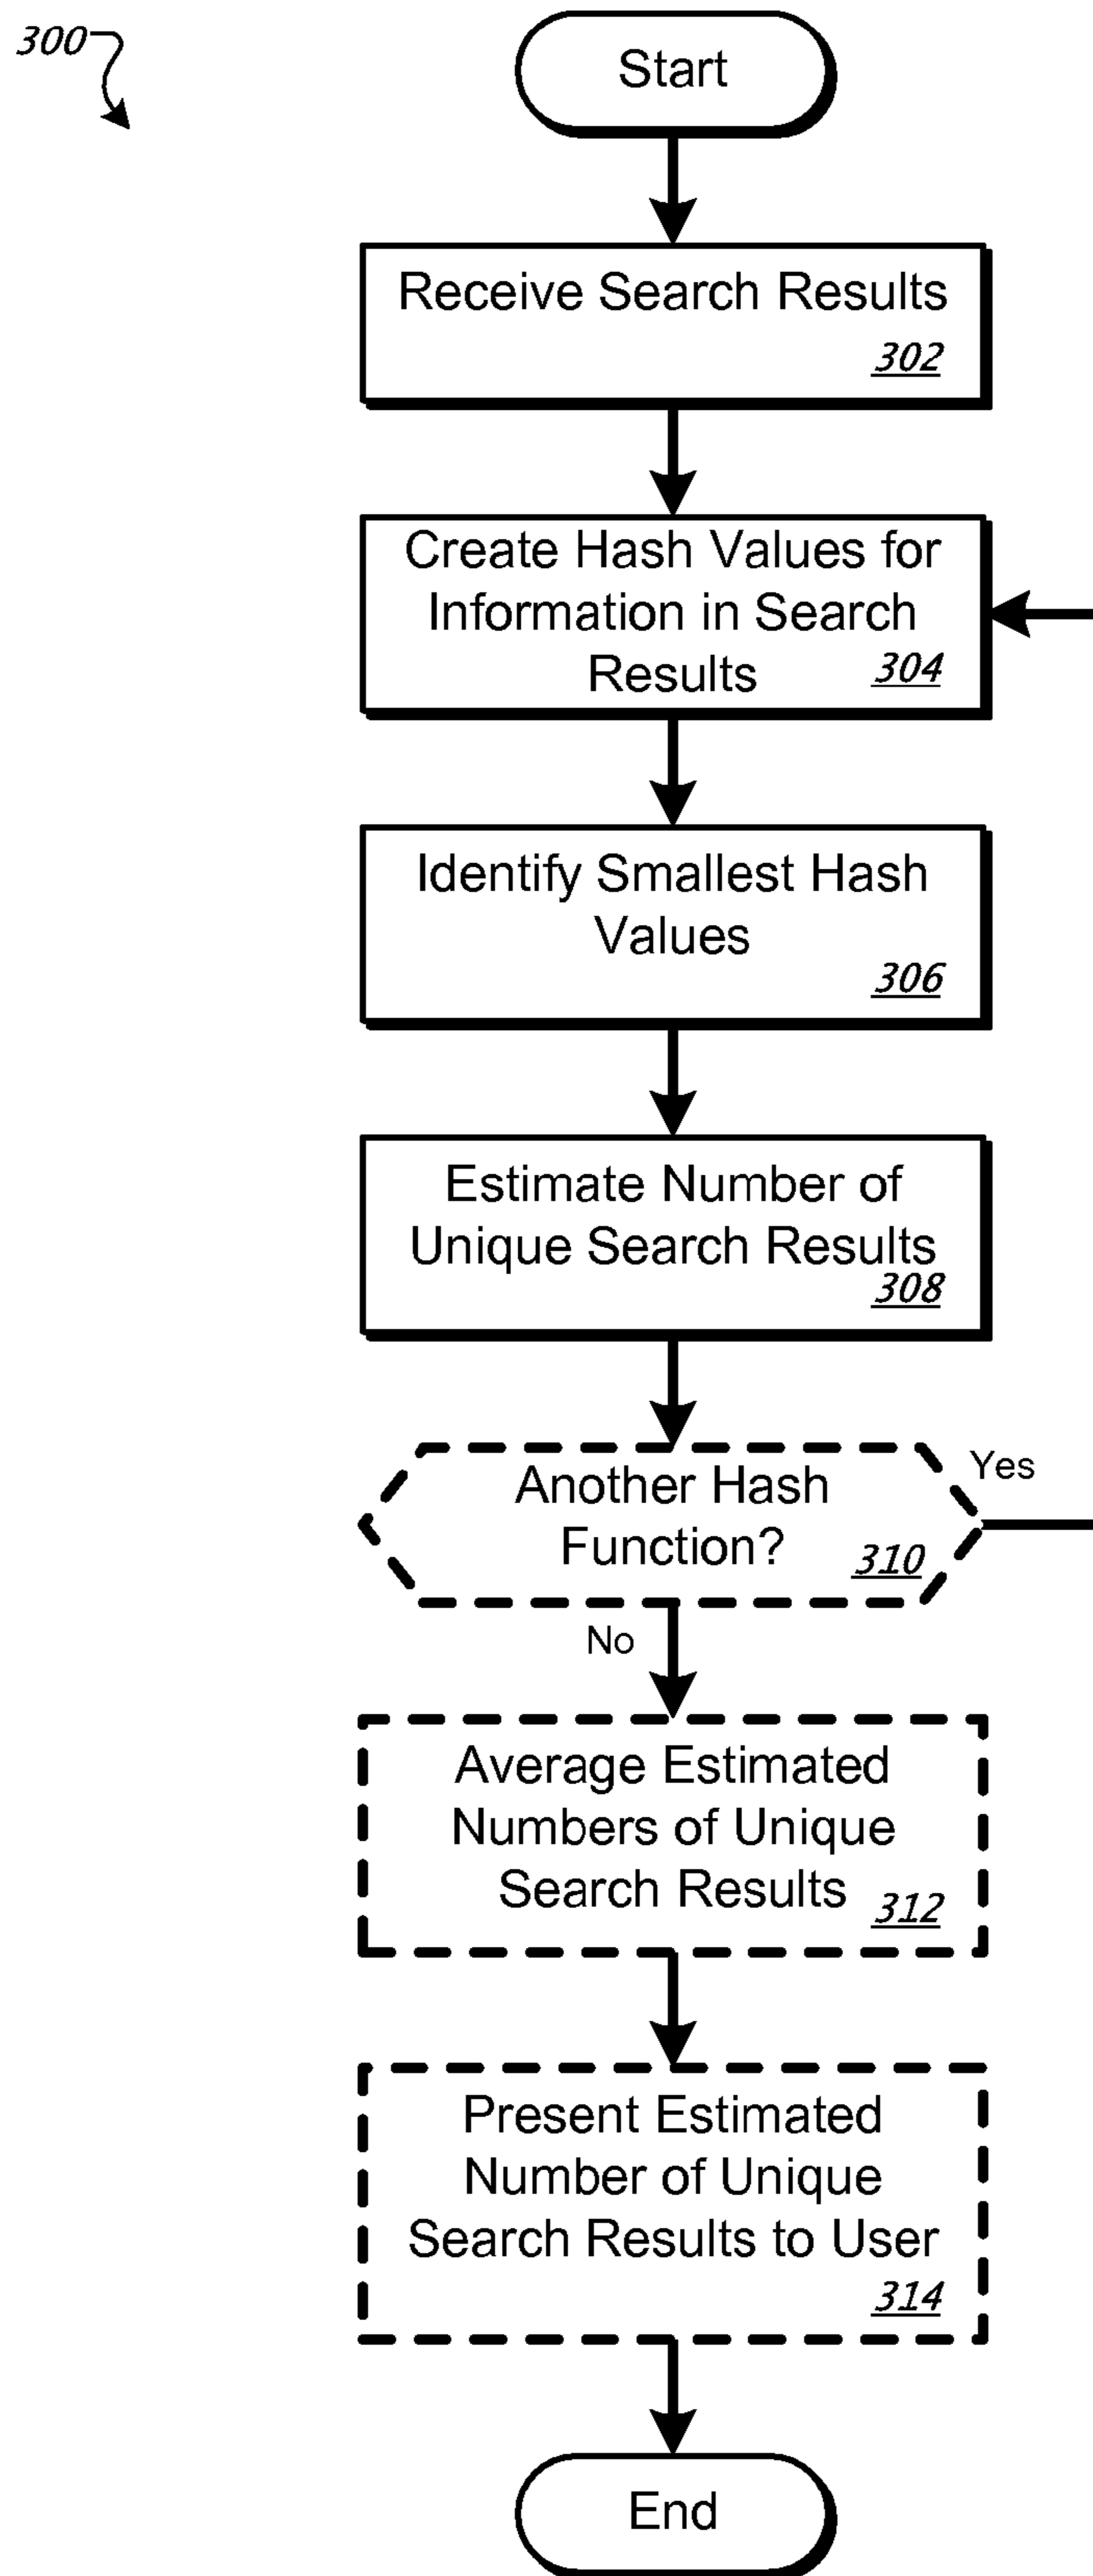 300
Start
Receive Search Results
302
Create Hash Values for
Information in Search
Results 304
Identify Smallest Hash
Values
306
Estimate Number of
Unique Search Results
308
Another Hash
Function? 310
Yes
No
Average Estimated
Numbers of Unique
Search Results 312
Present Estimated
Number of Unique
Search Results to User
314
End